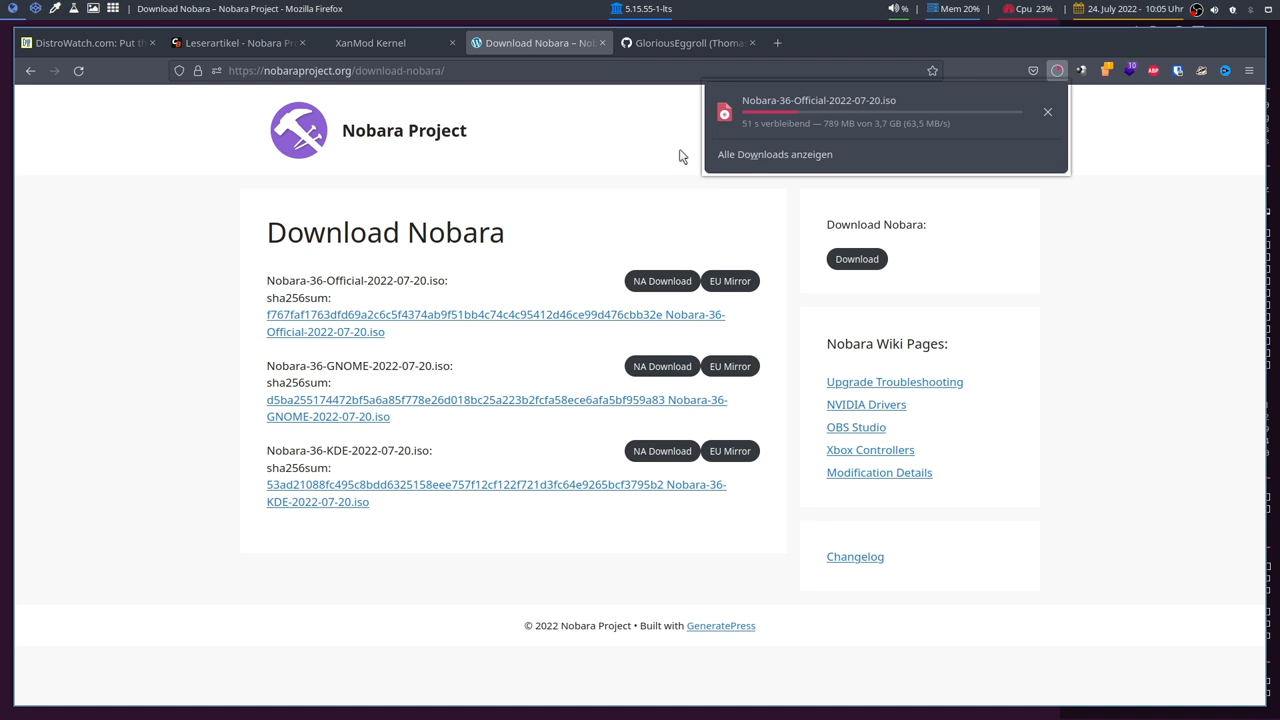 Download Nobara – Nobara Project - Mozilla Firefox
5.15.55-1-lts
%
Mem 20%
Cpu 23%
24. July 2022 - 10:05 Uhr
DistroWatch.com: Put th
Leserartikel - Nobara Pr
XanMod Kernel
Download Nobara – Nob
GloriousEggroll (Thoma
https://nobaraproject.org/download-nobara/
10
ABP
Nobara-36-Official-2022-07-20.iso
51 s verbleibend — 789 MB von 3,7 GB (63,5 MB/s)
Alle Downloads anzeigen
Nobara Project
Download Nobara
Nobara-36-Official-2022-07-20.iso:
NA Download
EU Mirror
sha256sum:
f767faf1763dfd69a2c6c5f4374ab9f51bb4c74c4c95412d46ce99d476cbb32e Nobara-36-
Official-2022-07-20.iso
Nobara-36-GNOME-2022-07-20.iso:
NA Download
EU Mirror
sha256sum:
d5ba255174472bf5a6a85f778e26d018bc25a223b2fcfa58ece6afa5bf959a83 Nobara-36-
GNOME-2022-07-20.iso
Nobara-36-KDE-2022-07-20.iso:
NA Download
EU Mirror
sha256sum:
53ad21088fc495c8bdd6325158eee757f12cf122f721d3fc64e9265bcf3795b2 Nobara-36-
KDE-2022-07-20.iso
Download Nobara:
Download
Nobara Wiki Pages:
Upgrade Troubleshooting
NVIDIA Drivers
OBS Studio
Xbox Controllers
Modification Details
Changelog
© 2022 Nobara Project • Built with GeneratePress